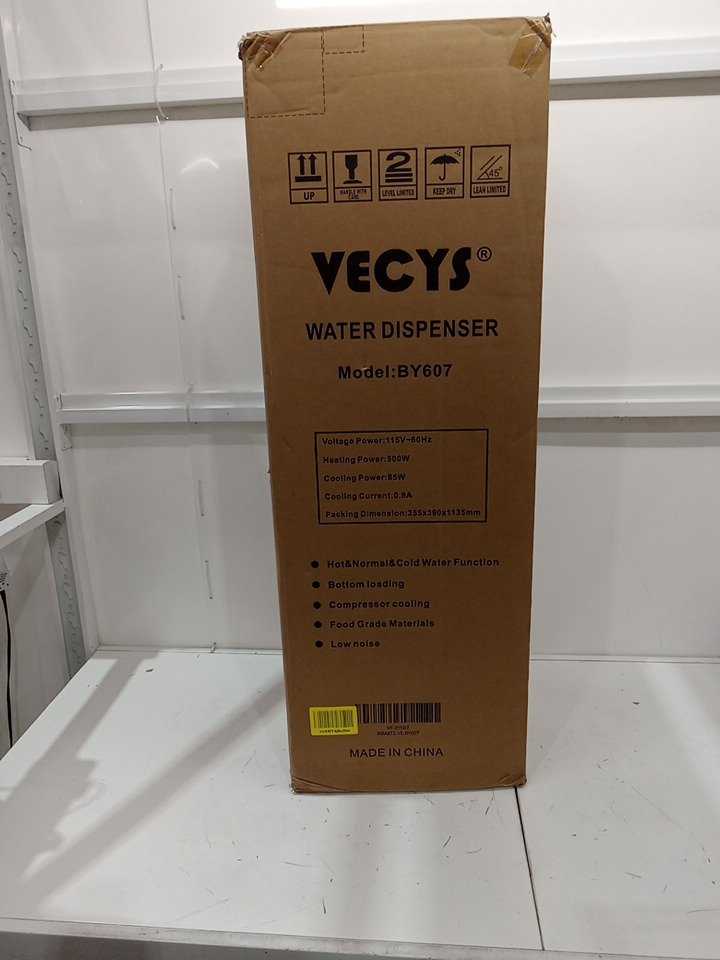 UP
HANDLE WITH CARE
2
LEVEL LIMITED
KEEP DRY
45°
LEAN LIMITED
VECYS®
WATER DISPENSER
Model:BY607
Voltage Power:115V~60Hz
Heating Power:500W
Cooling Power:85W
Cooling Current:0.8A
Packing Dimension:355x390x1135mm
Hot&Normal&Cold Water Function
Bottom loading
Compressor cooling
Food Grade Materials
Low noise
MADE IN CHINA